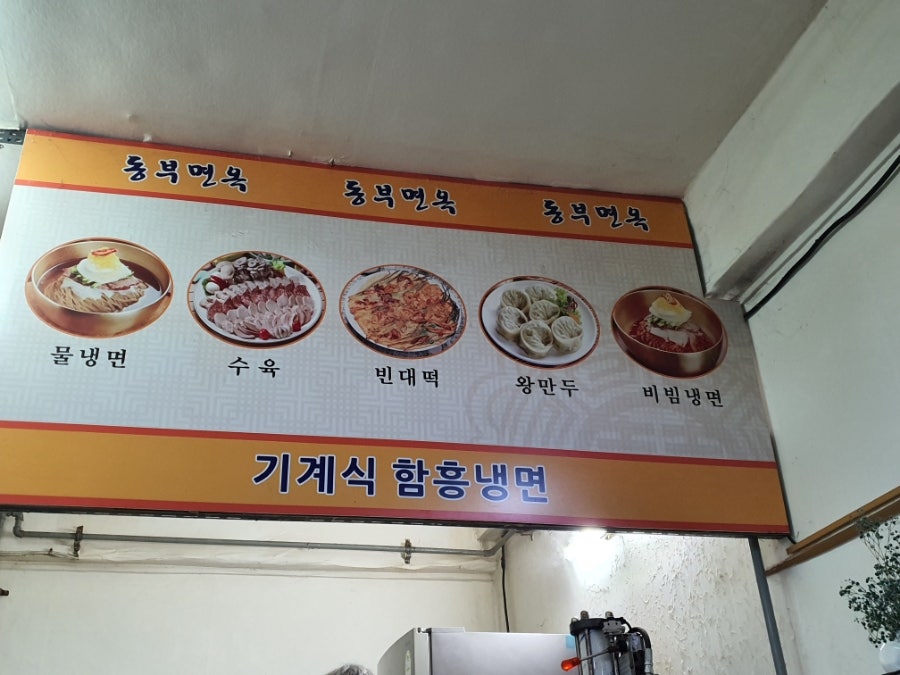 동부면옥 동부면옥 동부면옥
물냉면 수육 빈대떡 왕만두 비빔냉면
기계식 함흥냉면